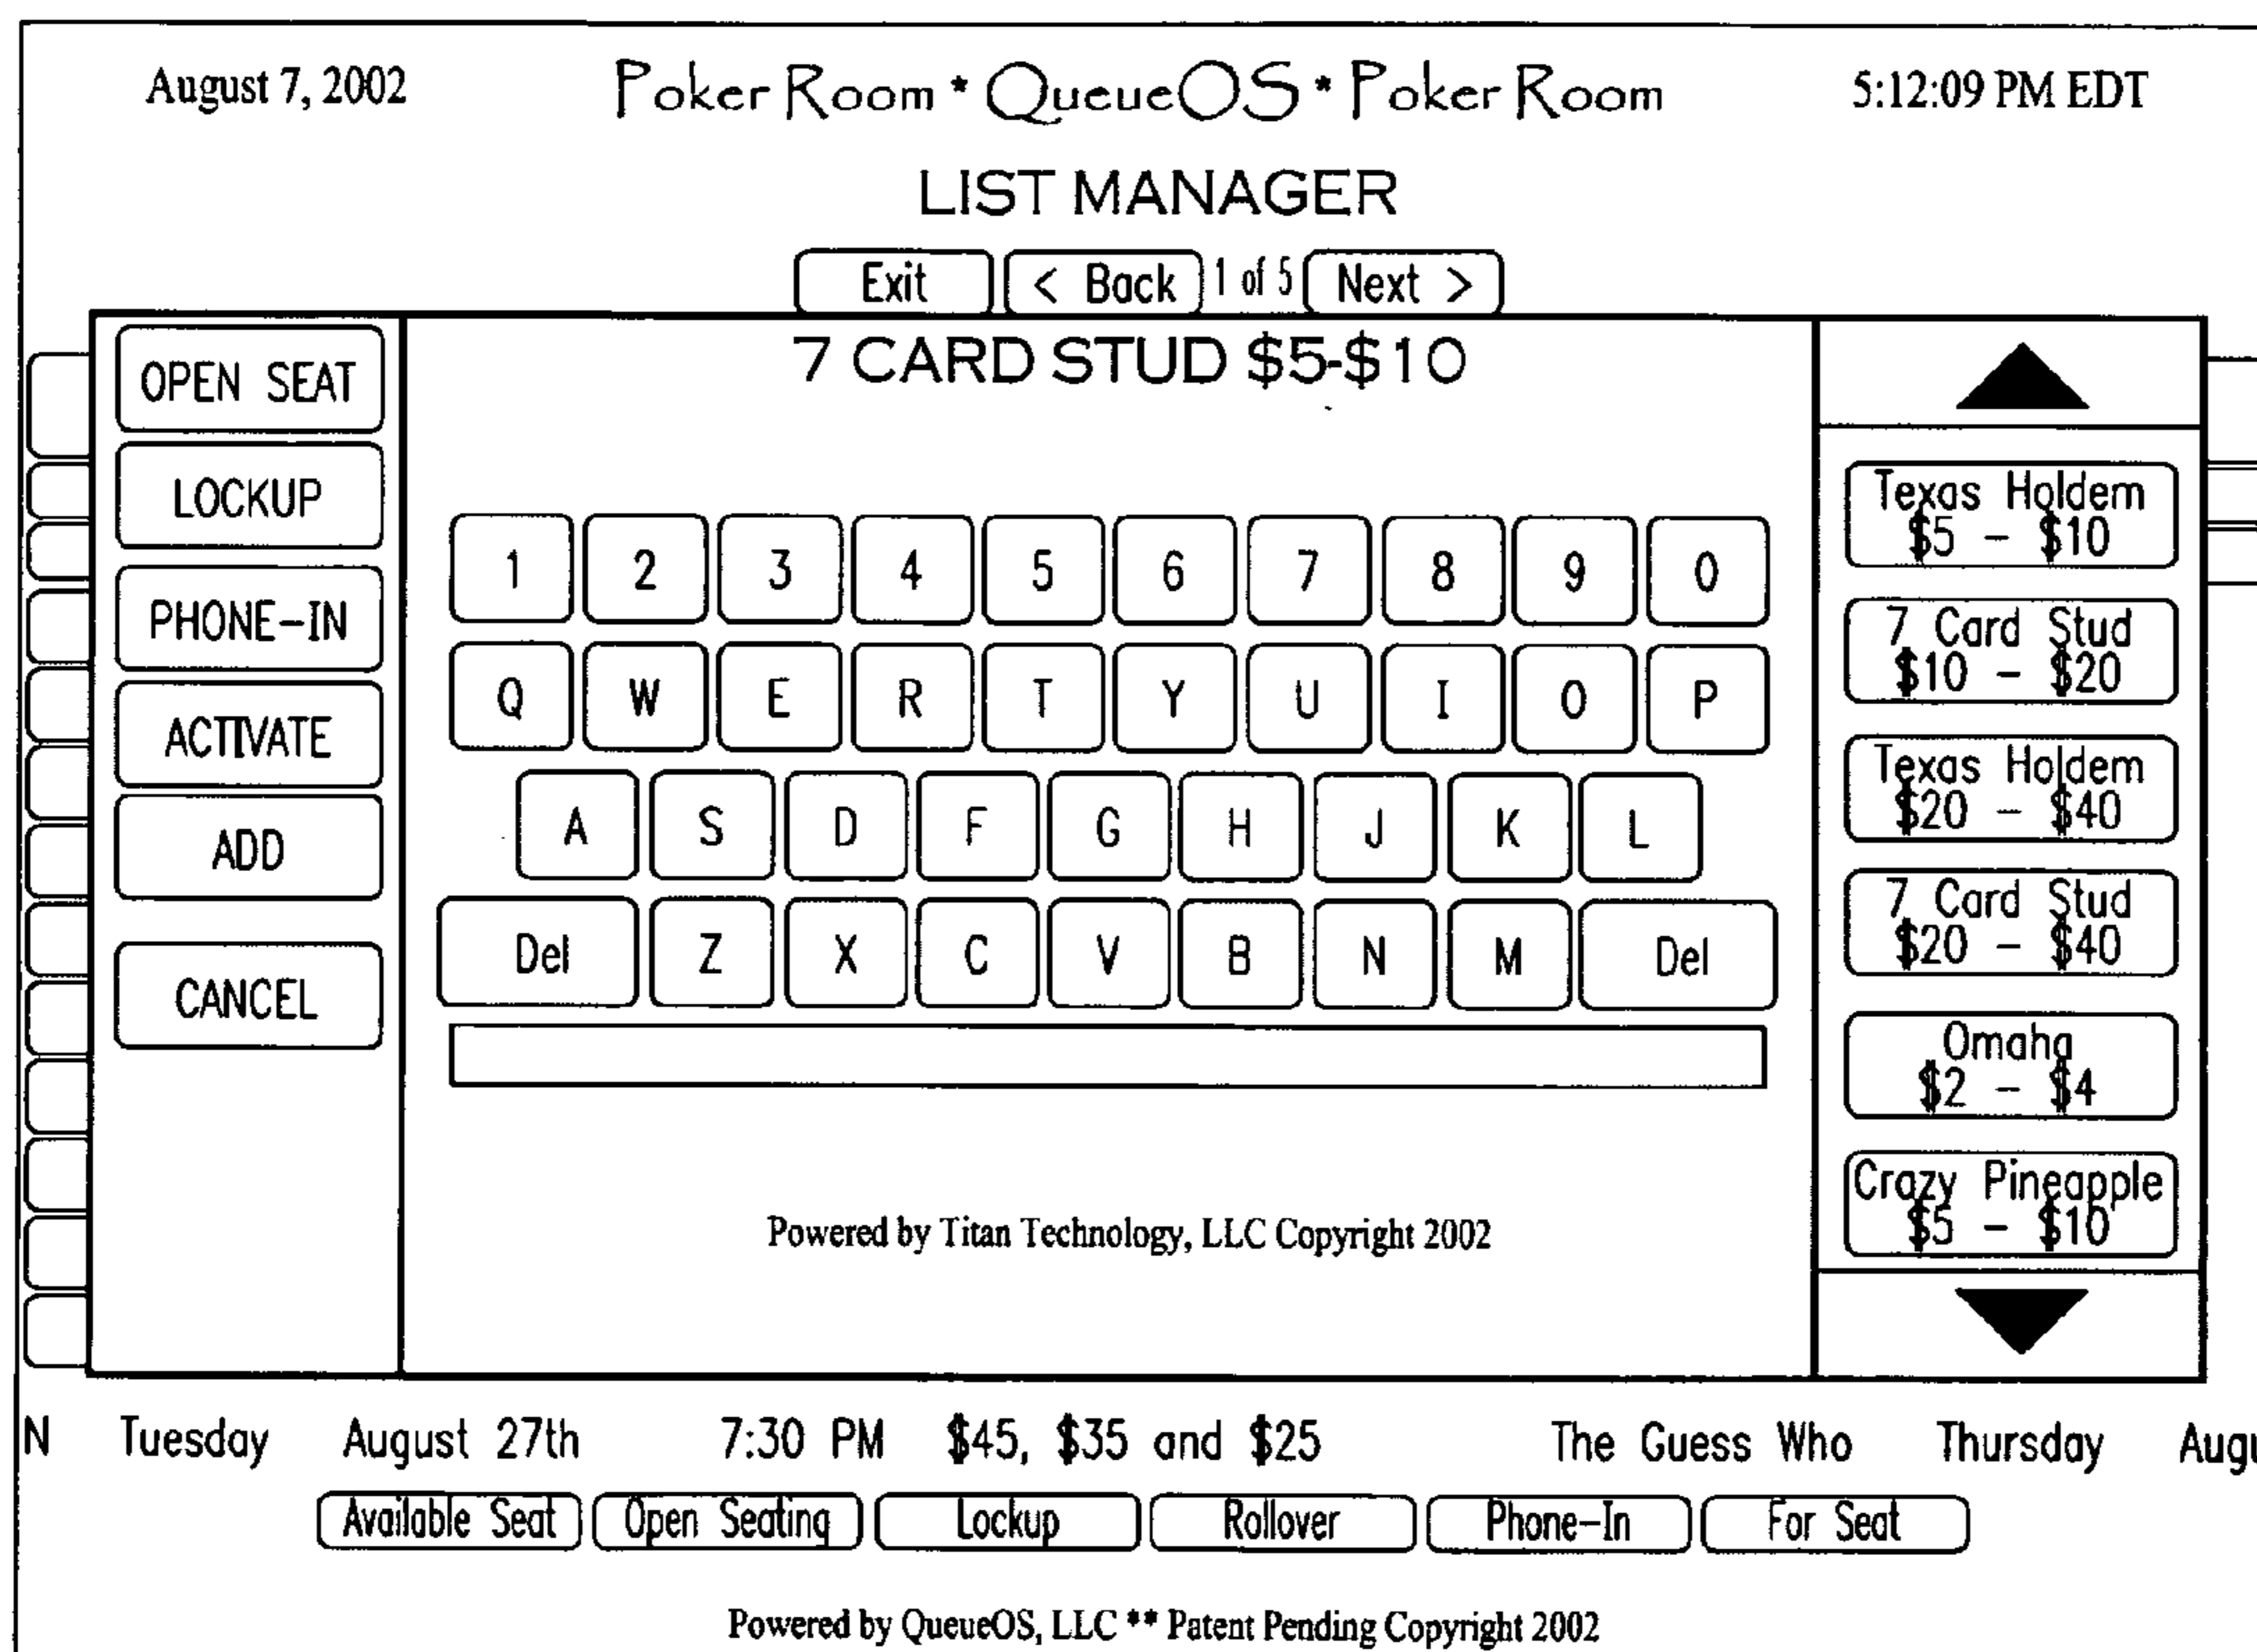 August 7, 2002 Poker Room * QueueOS * Poker Room 5:12:09 PM EDT
LIST MANAGER
Exit < Back 1 of 5 Next >
7 CARD STUD $5-$10
OPEN SEAT
LOCKUP
PHONE-IN
ACTIVATE
ADD
CANCEL
1 2 3 4 5 6 7 8 9 0
Q W E R T Y U I O P
A S D F G H J K L
Del Z X C V B N M Del
Powered by Titan Technology, LLC Copyright 2002
Texas Holdem
$5 - $10
7 Card Stud
$10 - $20
Texas Holdem
$20 - $40
7 Card Stud
$20 - $40
Omaha
$2 - $4
Crazy Pineapple
$5 - $10
N Tuesday August 27th 7:30 PM $45, $35 and $25 The Guess Who Thursday Augu
Available Seat Open Seating Lockup Rollover Phone-In For Seat
Powered by QueueOS, LLC ** Patent Pending Copyright 2002